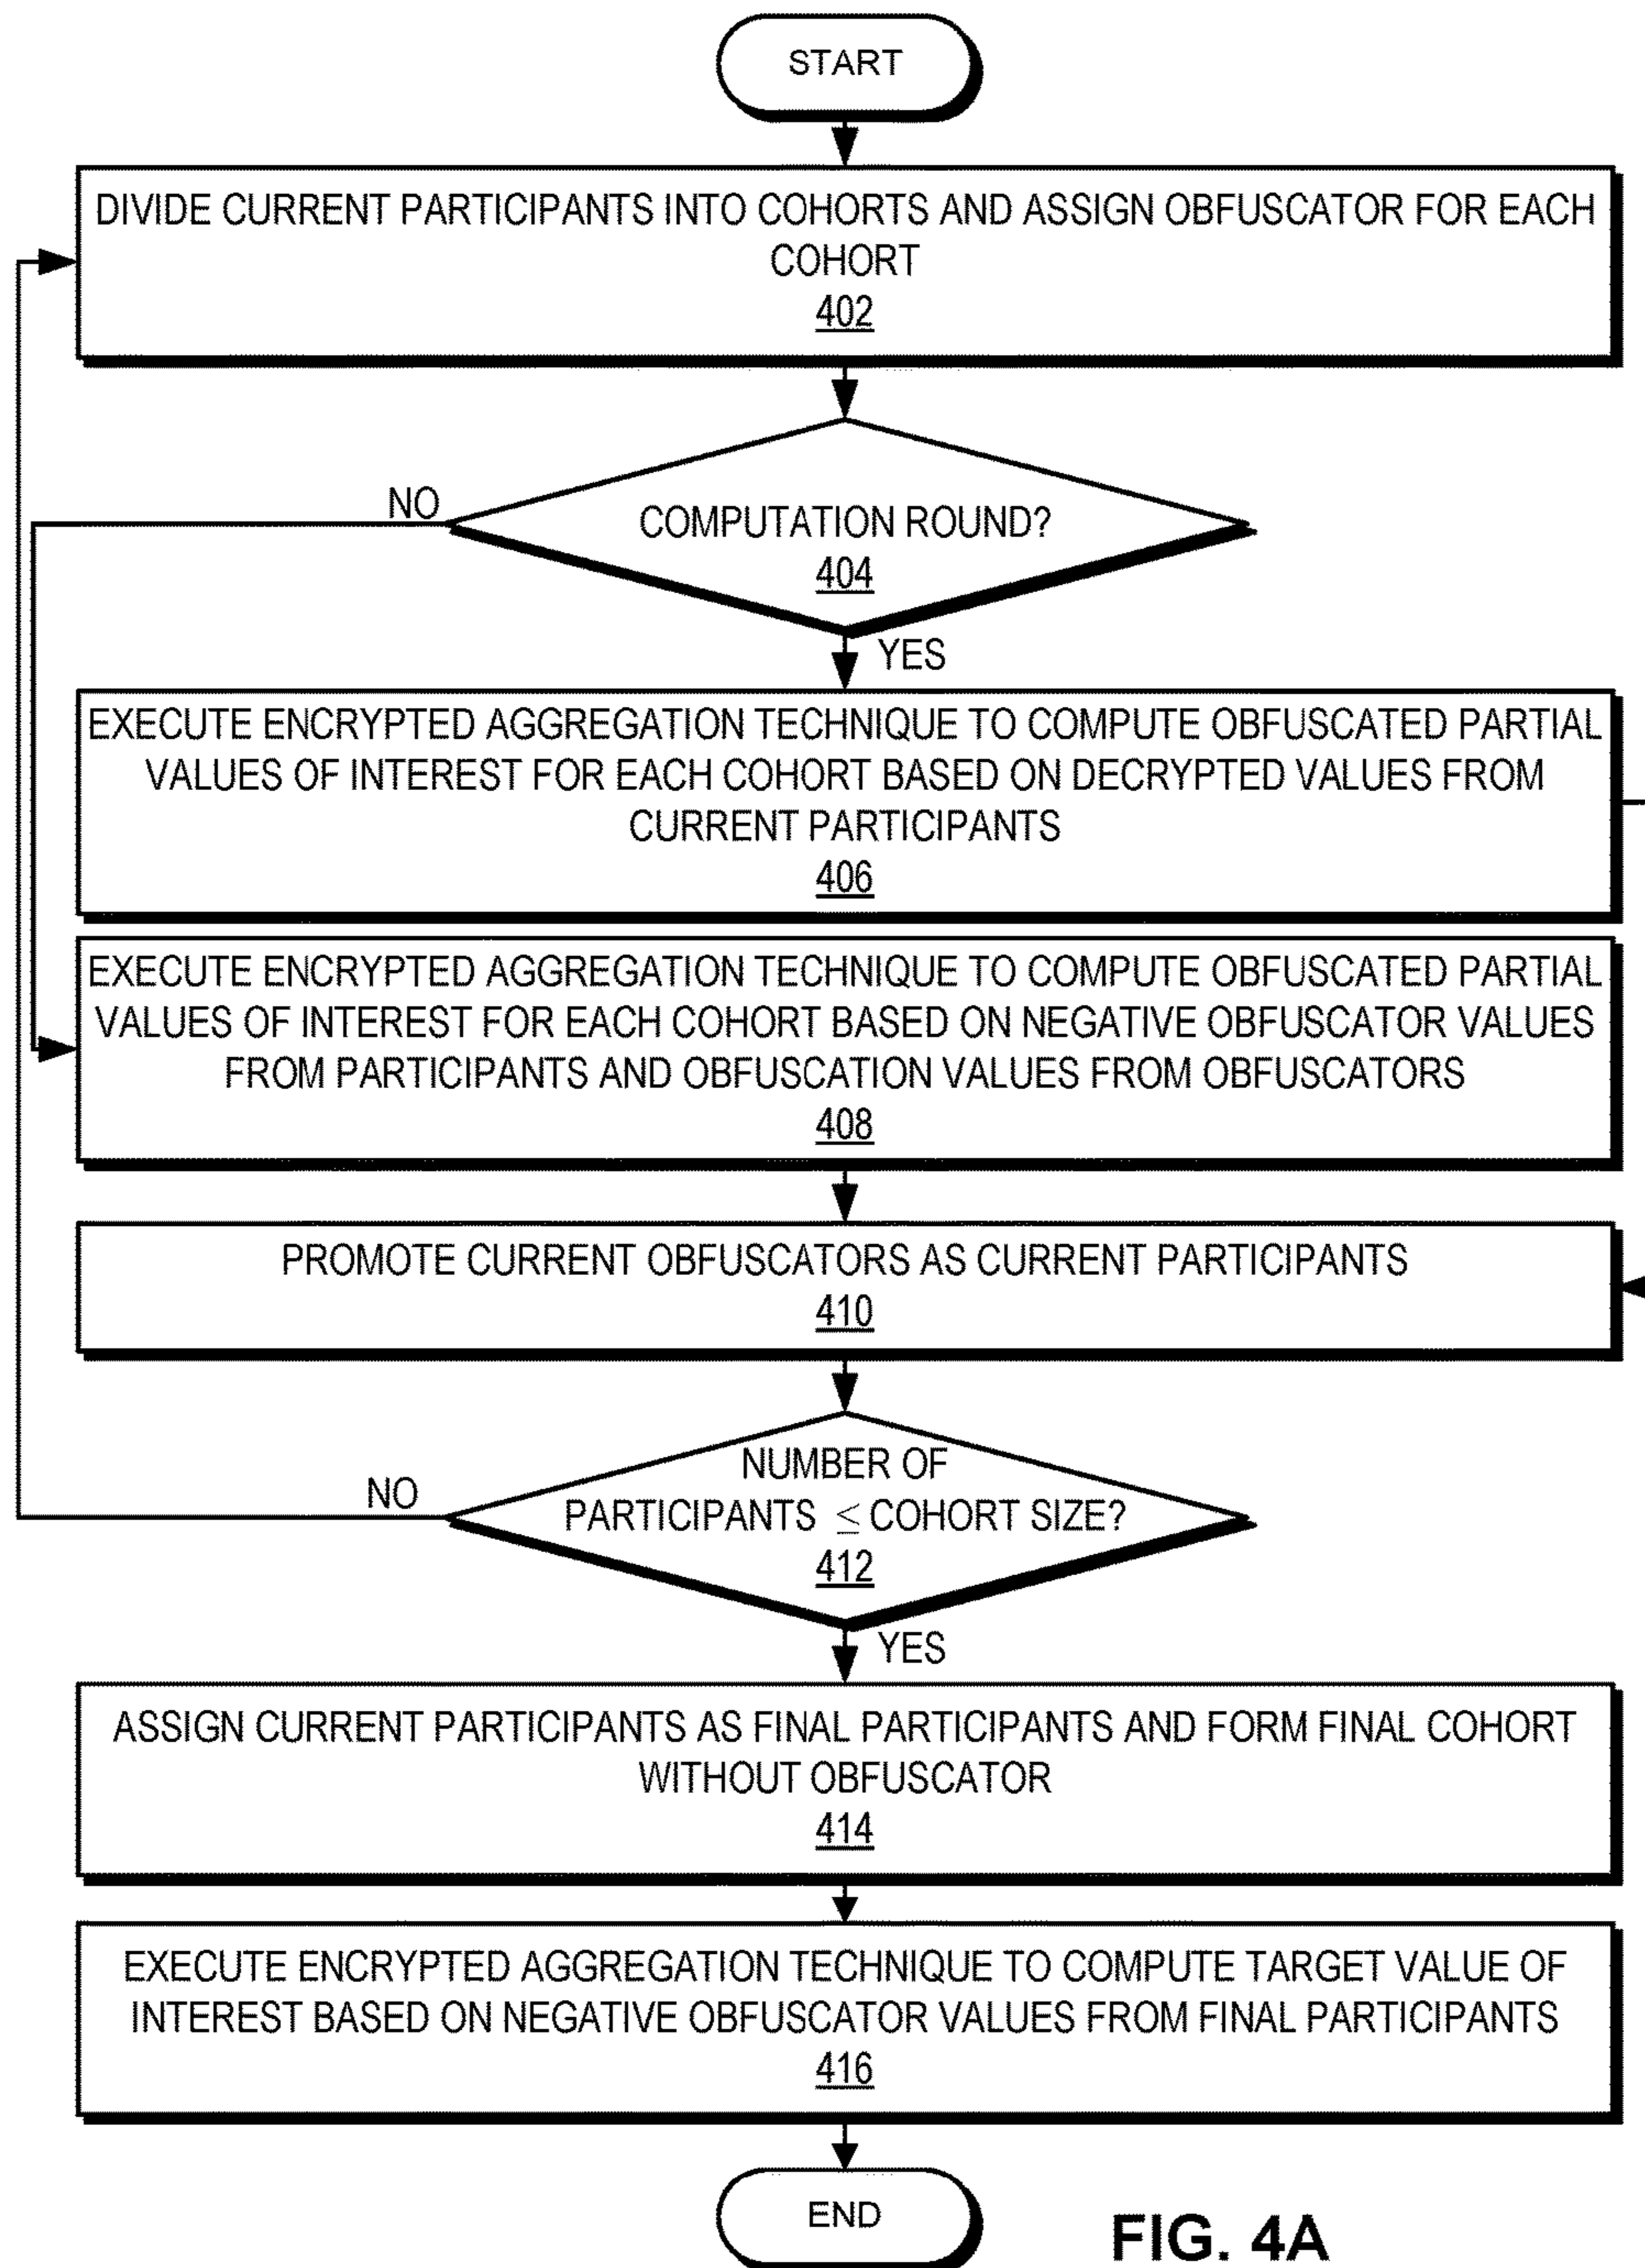 START
DIVIDE CURRENT PARTICIPANTS INTO COHORTS AND ASSIGN OBFUSCATOR FOR EACH
COHORT
402
NO
COMPUTATION ROUND?
404
YES
EXECUTE ENCRYPTED AGGREGATION TECHNIQUE TO COMPUTE OBFUSCATED PARTIAL
VALUES OF INTEREST FOR EACH COHORT BASED ON DECRYPTED VALUES FROM
CURRENT PARTICIPANTS
406
EXECUTE ENCRYPTED AGGREGATION TECHNIQUE TO COMPUTE OBFUSCATED PARTIAL
VALUES OF INTEREST FOR EACH COHORT BASED ON NEGATIVE OBFUSCATOR VALUES
FROM PARTICIPANTS AND OBFUSCATION VALUES FROM OBFUSCATORS
408
PROMOTE CURRENT OBFUSCATORS AS CURRENT PARTICIPANTS
410
NUMBER OF
NO
PARTICIPANTS ≤ COHORT SIZE?
412
YES
ASSIGN CURRENT PARTICIPANTS AS FINAL PARTICIPANTS AND FORM FINAL COHORT
WITHOUT OBFUSCATOR
414
EXECUTE ENCRYPTED AGGREGATION TECHNIQUE TO COMPUTE TARGET VALUE OF
INTEREST BASED ON NEGATIVE OBFUSCATOR VALUES FROM FINAL PARTICIPANTS
416
END
FIG. 4A